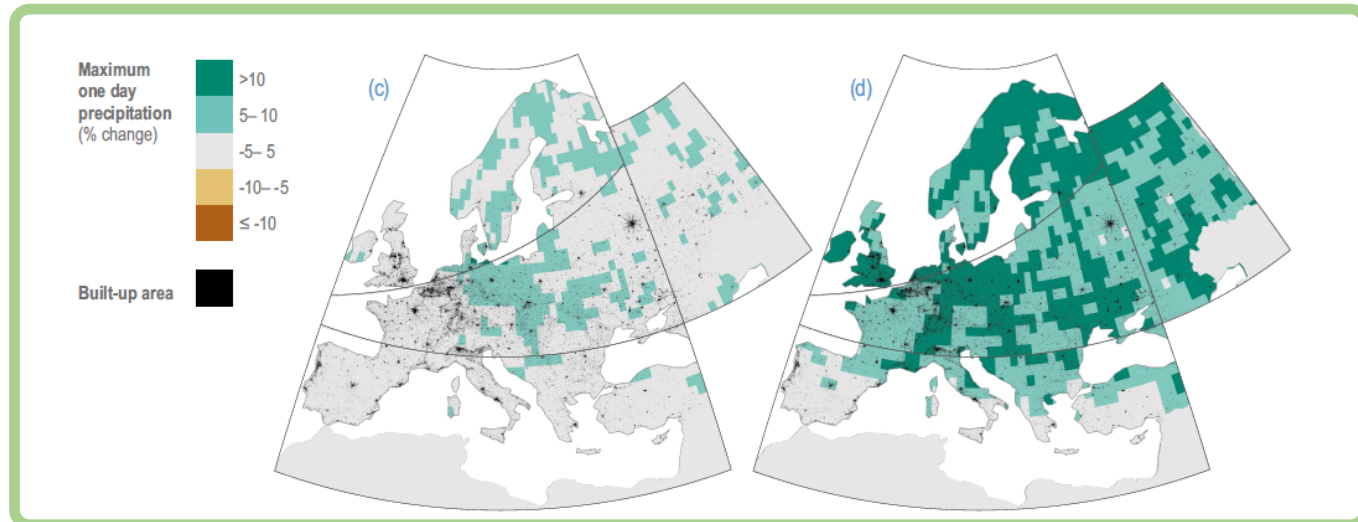 Maximum
one day
precipitation
(% change)
>10
5– 10
-5– 5
-10– -5
≤ -10
Built-up area
(c)
(d)